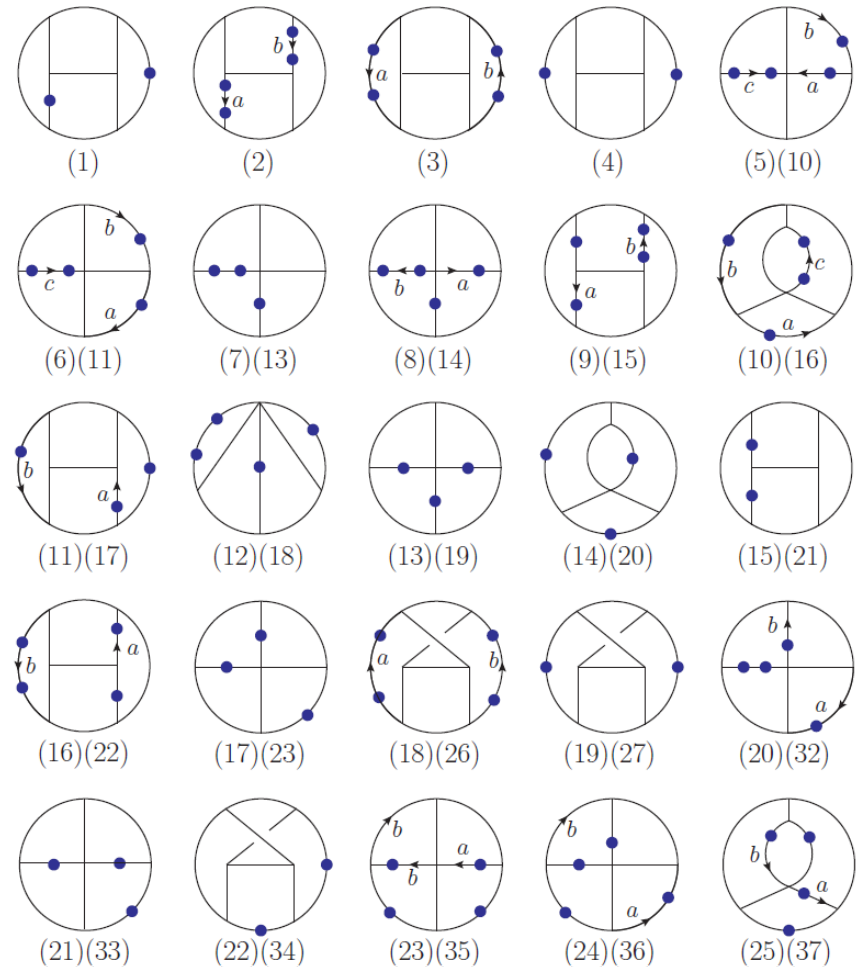 b a b a b c a
(1) (2) (3) (4) (5)(10)
b c a b a b a b c a
(6)(11) (7)(13) (8)(14) (9)(15) (10)(16)
b a
(11)(17) (12)(18) (13)(19) (14)(20) (15)(21)
b a a b b a
(16)(22) (17)(23) (18)(26) (19)(27) (20)(32)
b b a b a b a
(21)(33) (22)(34) (23)(35) (24)(36) (25)(37)